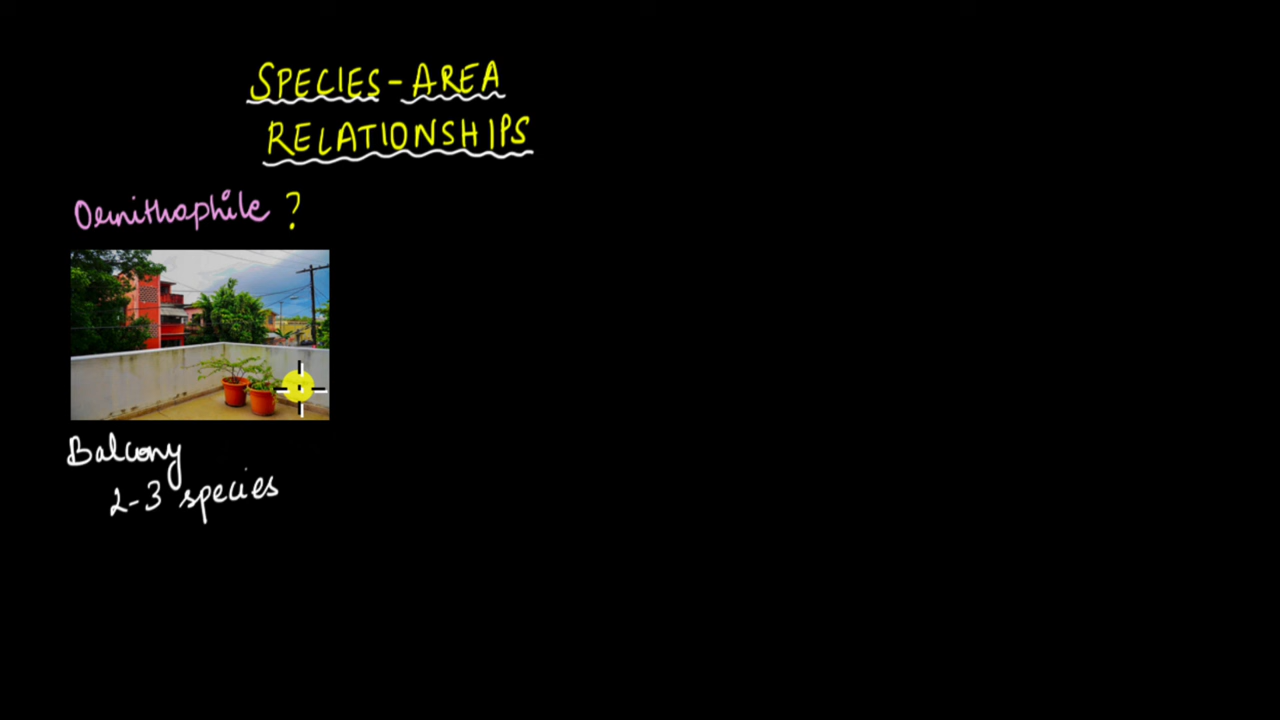 SPECIES-AREA
RELATIONSHIPS
Ornithophile ?
Balcony
2-3 species